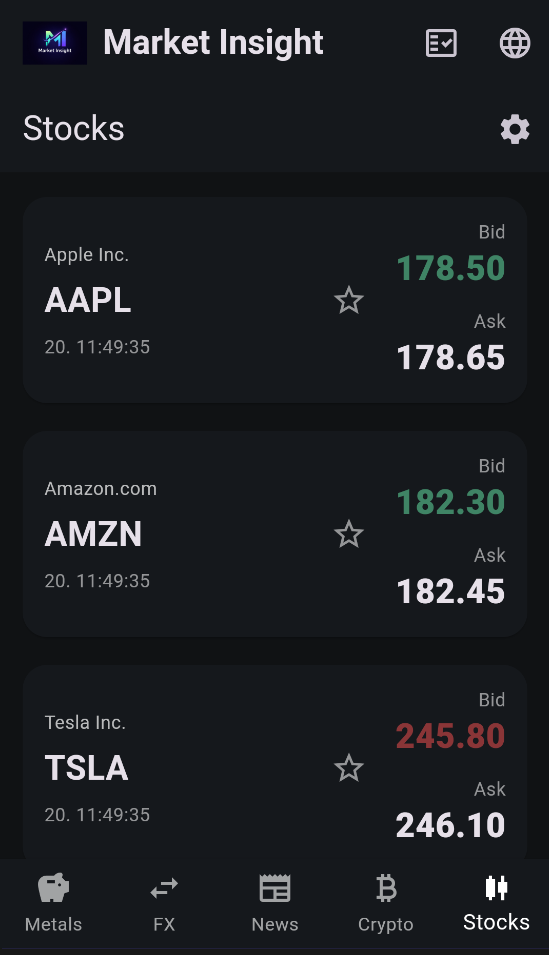 Market Insight
Market Insight
Stocks
Apple Inc.
AAPL
20. 11:49:35
Bid
178.50
Ask
178.65
Amazon.com
AMZN
20. 11:49:35
Bid
182.30
Ask
182.45
Tesla Inc.
TSLA
20. 11:49:35
Bid
245.80
Ask
246.10
Metals
FX
News
Crypto
Stocks